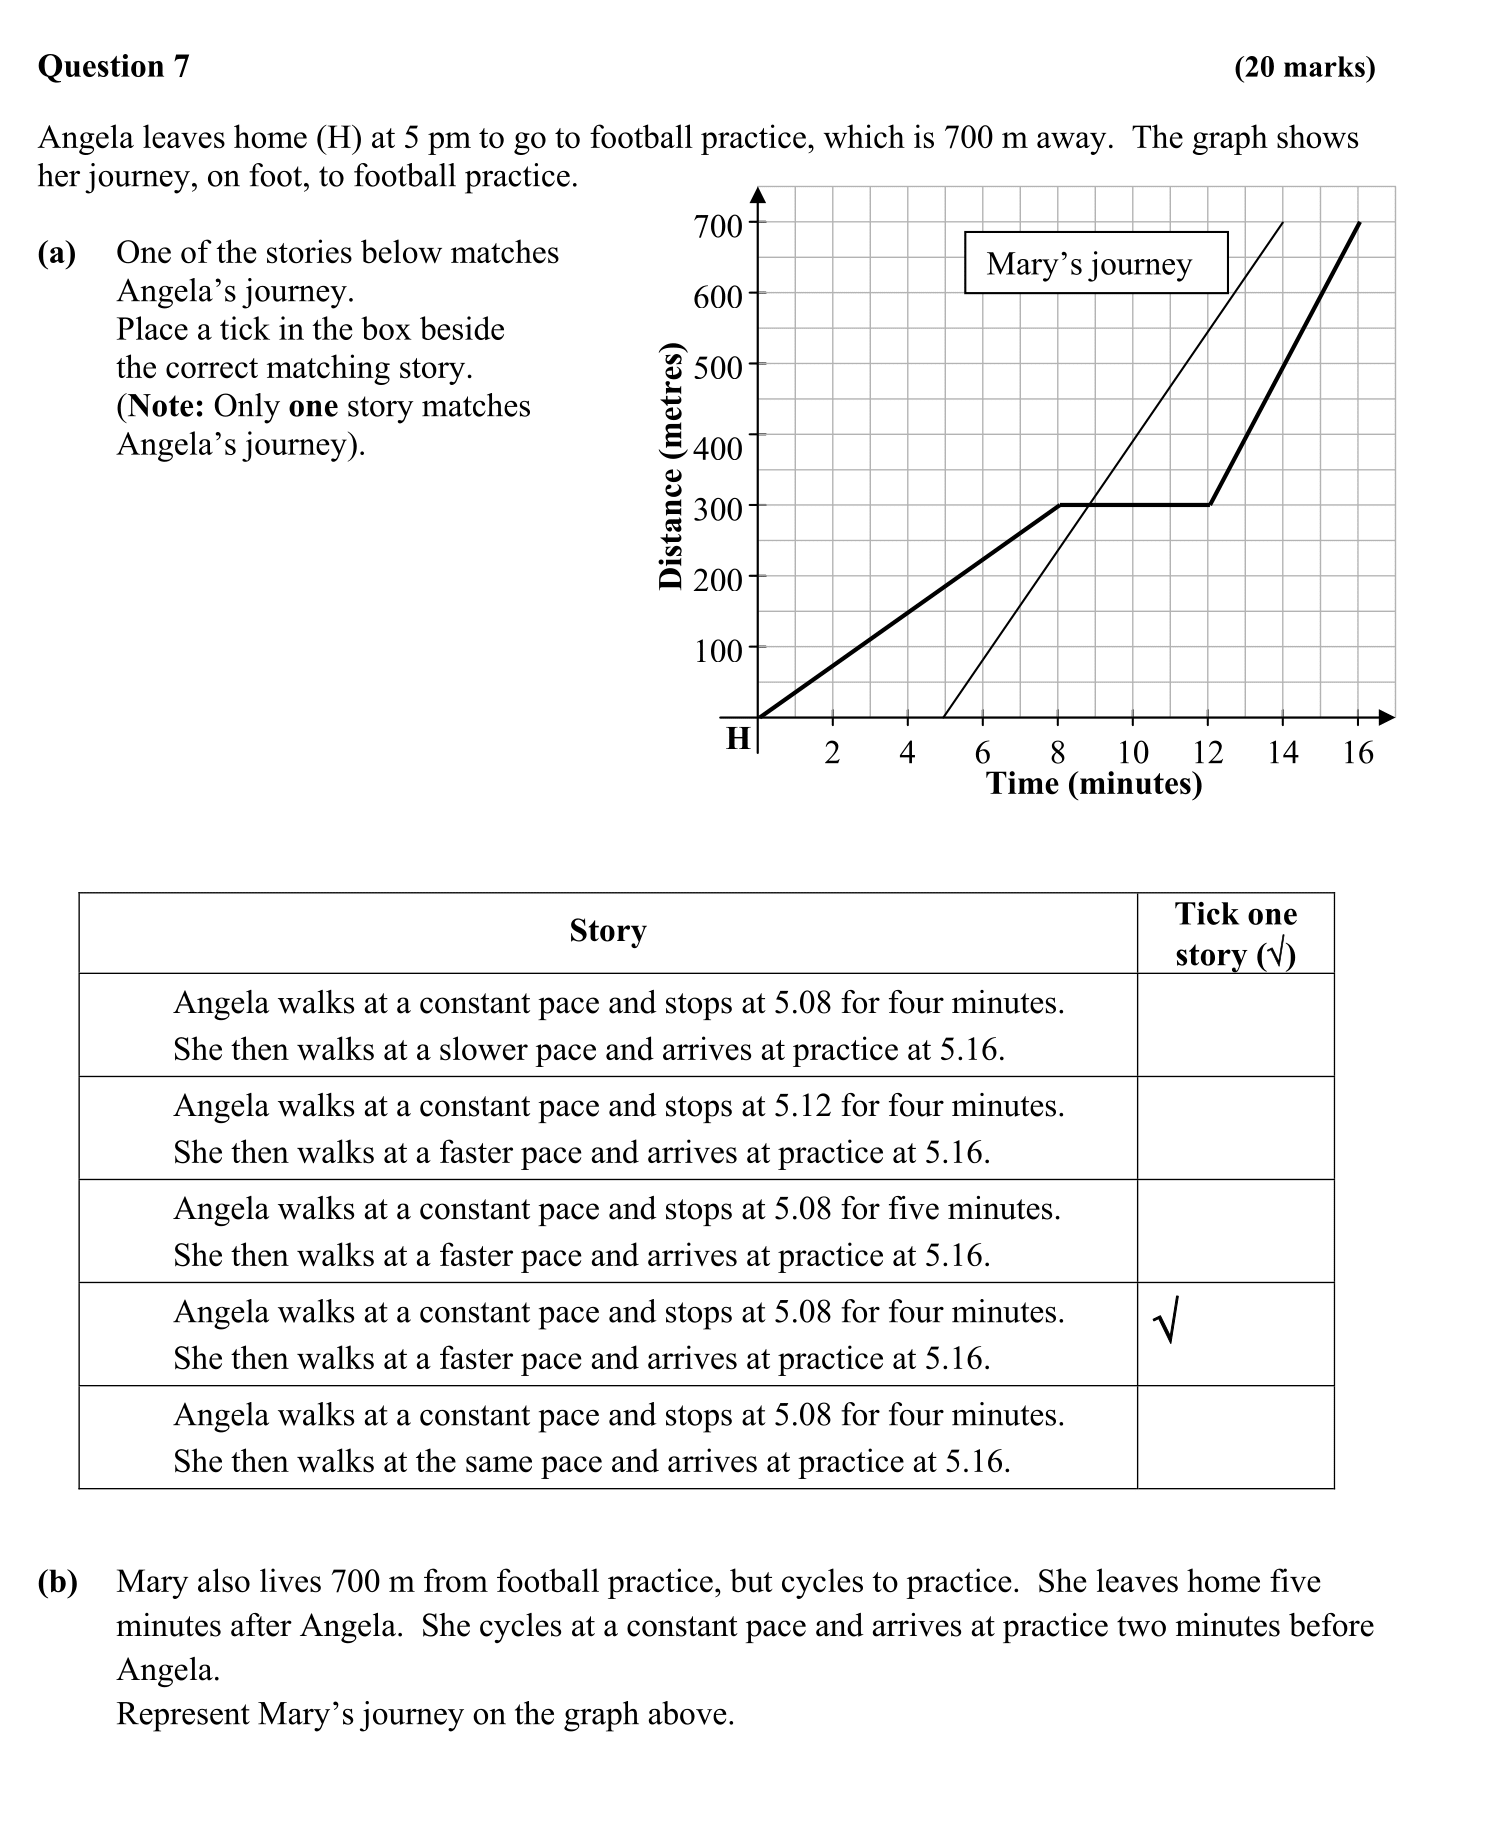 Question 7 (20 marks)
Angela leaves home (H) at 5 pm to go to football practice, which is 700 m away. The graph shows
her journey, on foot, to football practice.
(a) One of the stories below matches
Angela’s journey.
Place a tick in the box beside
the correct matching story.
(Note: Only one story matches
Angela’s journey).
Distance (metres)
700
600
500
400
300
200
100
Mary’s journey
H
2 4 6 8 10 12 14 16
Time (minutes)
Story
Tick one
story (√)
Angela walks at a constant pace and stops at 5.08 for four minutes.
She then walks at a slower pace and arrives at practice at 5.16.
Angela walks at a constant pace and stops at 5.12 for four minutes.
She then walks at a faster pace and arrives at practice at 5.16.
Angela walks at a constant pace and stops at 5.08 for five minutes.
She then walks at a faster pace and arrives at practice at 5.16.
Angela walks at a constant pace and stops at 5.08 for four minutes.
She then walks at a faster pace and arrives at practice at 5.16.
√
Angela walks at a constant pace and stops at 5.08 for four minutes.
She then walks at the same pace and arrives at practice at 5.16.
(b) Mary also lives 700 m from football practice, but cycles to practice. She leaves home five
minutes after Angela. She cycles at a constant pace and arrives at practice two minutes before
Angela.
Represent Mary’s journey on the graph above.